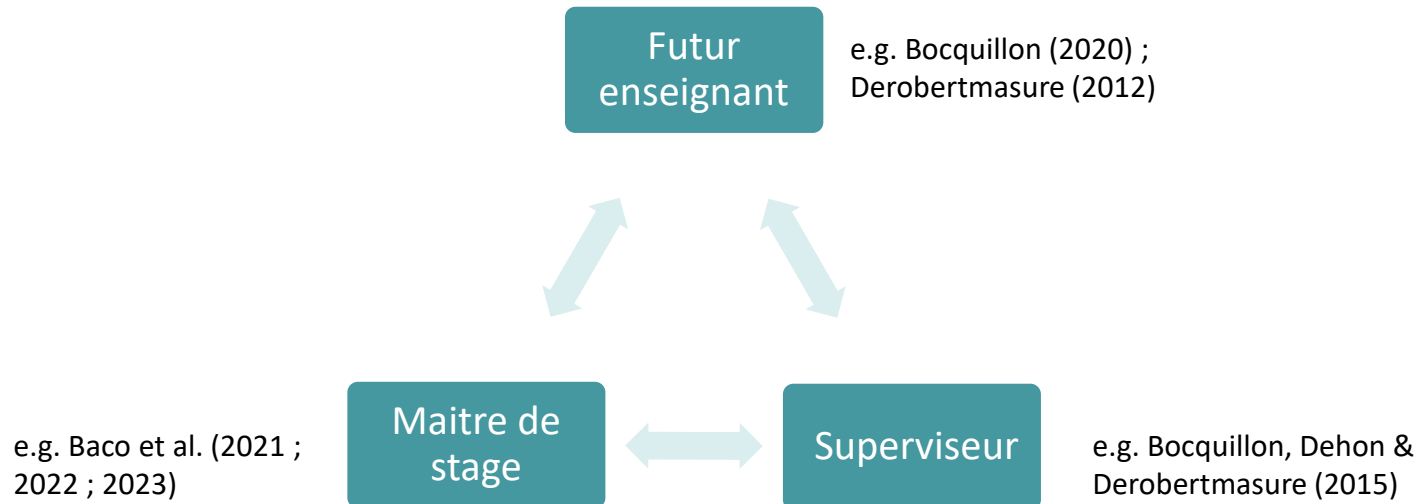 Futur
enseignant
e.g. Bocquillon (2020) ;
Derobertmasure (2012)
Maitre de
stage
e.g. Baco et al. (2021 ;
2022 ; 2023)
Superviseur
e.g. Bocquillon, Dehon &
Derobertmasure (2015)